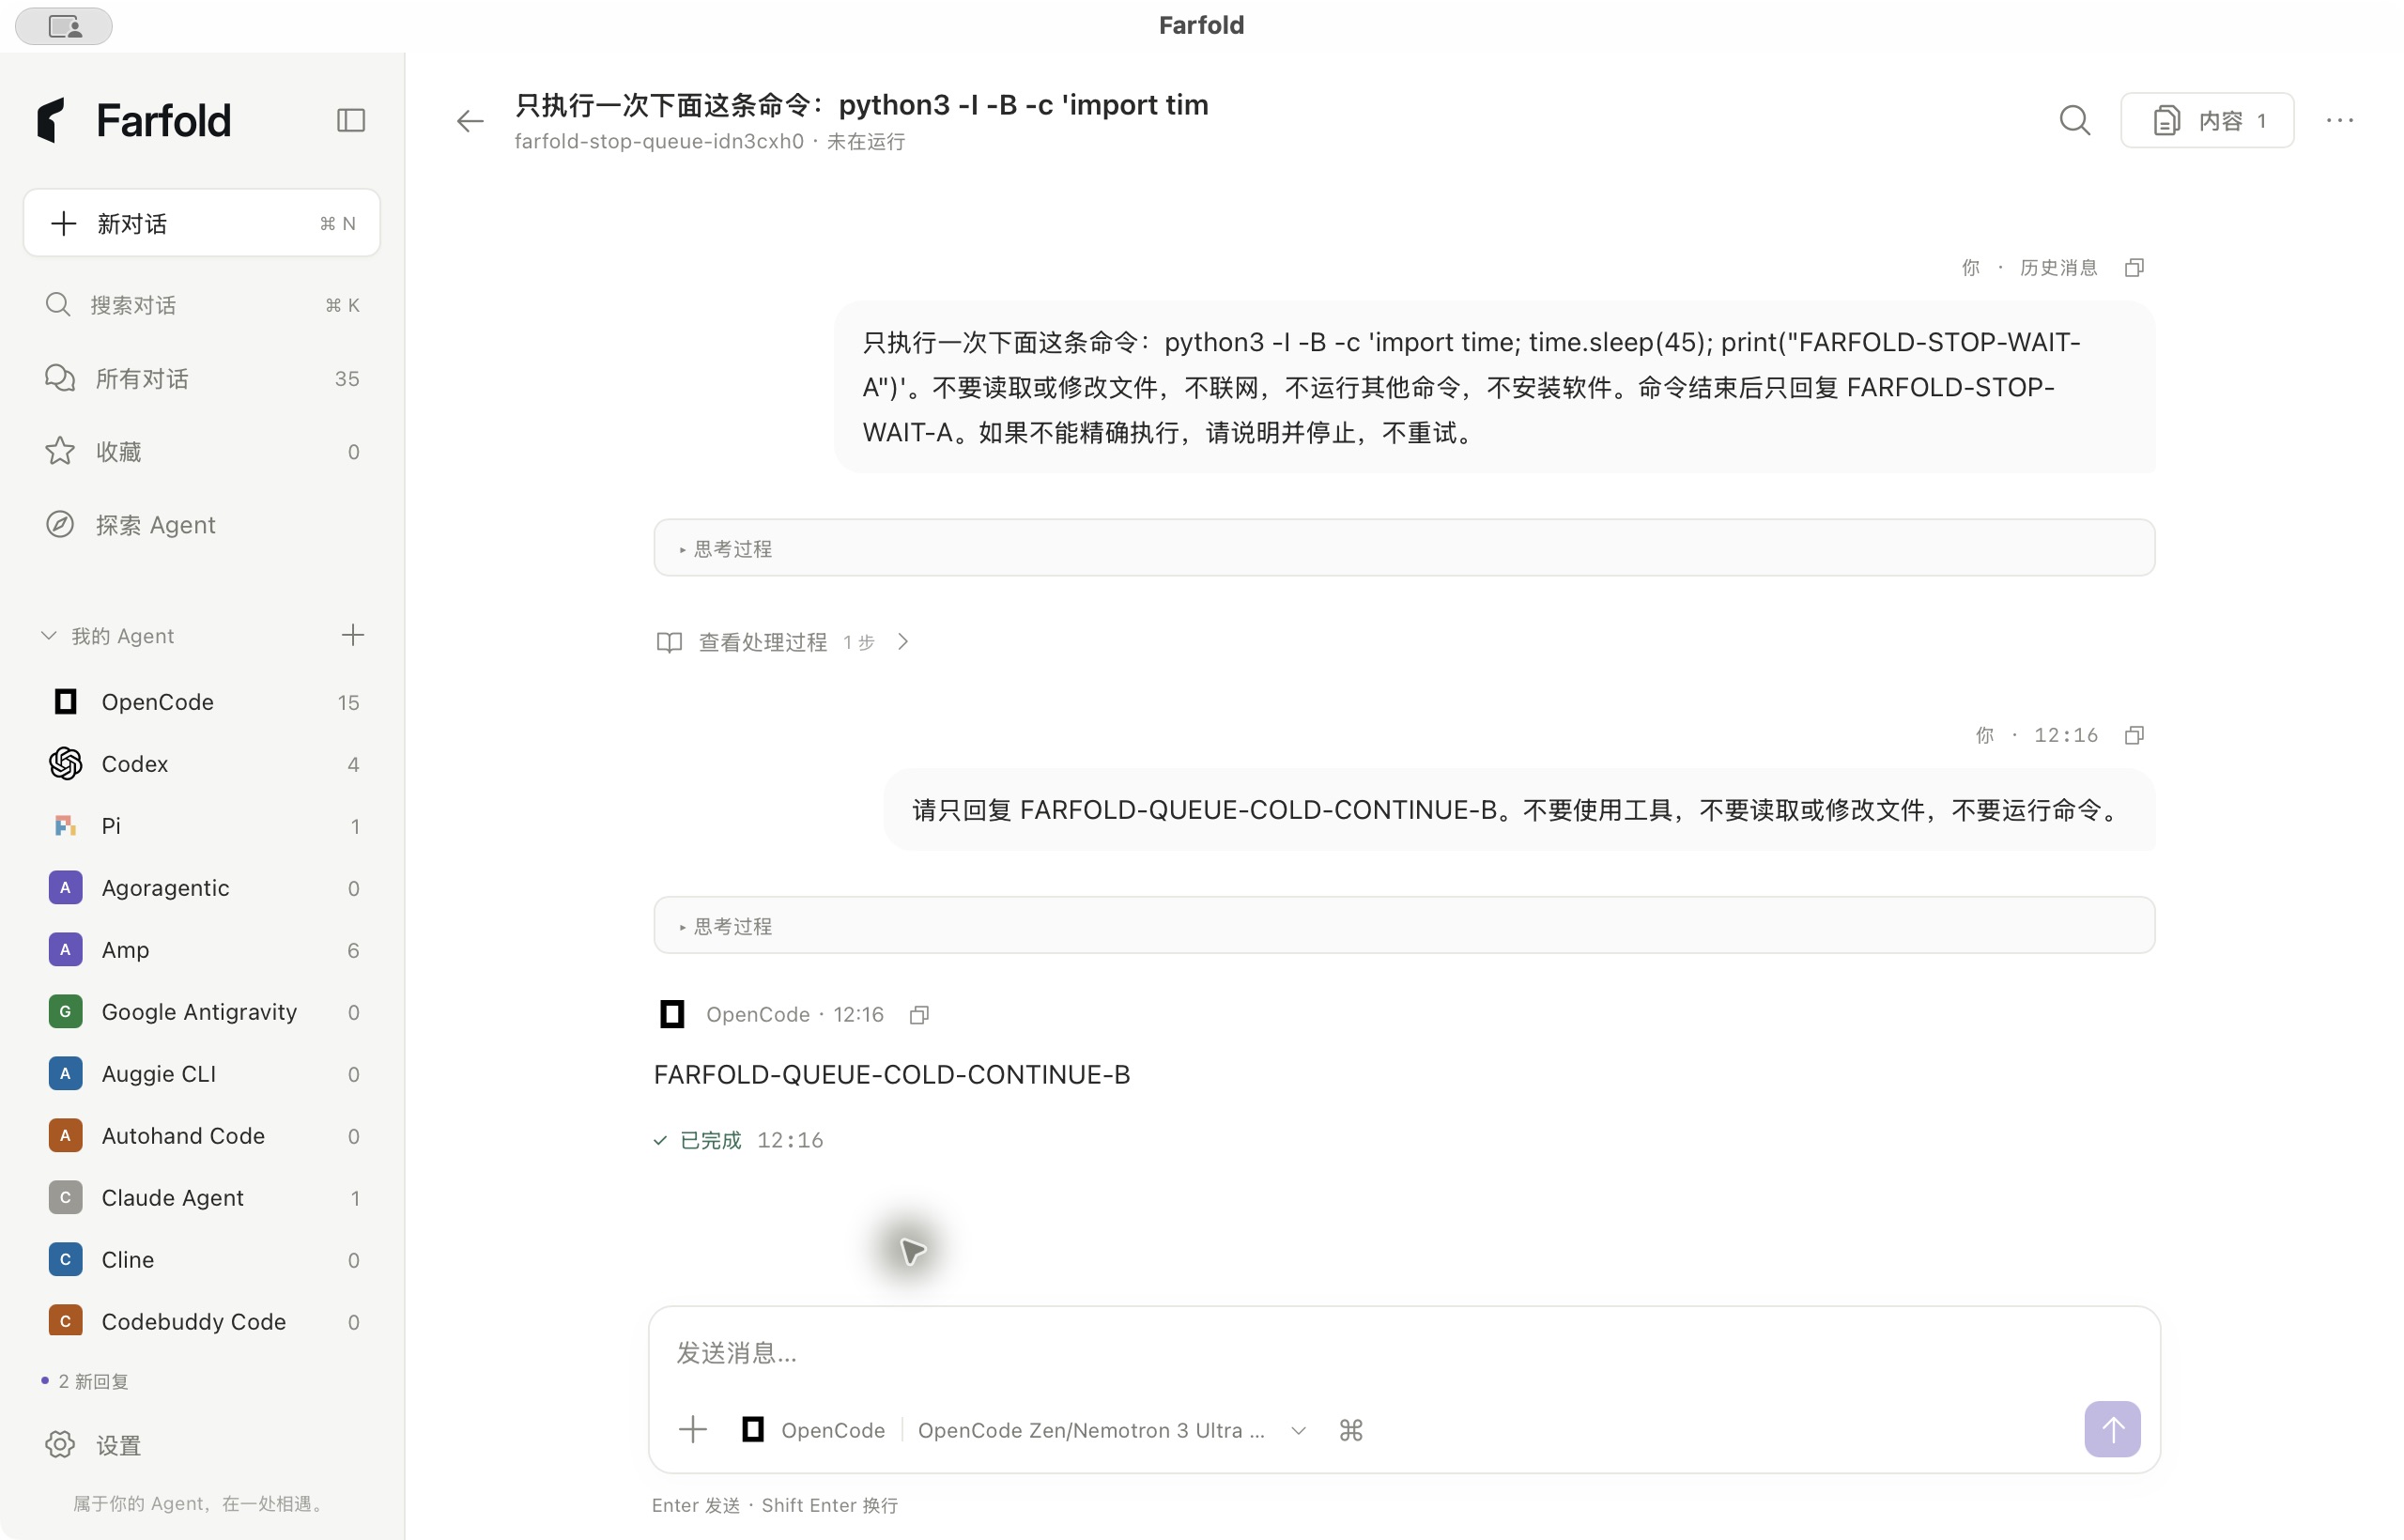 Farfold
Farfold
新对话 ⌘ N
搜索对话 ⌘ K
所有对话 35
收藏 0
探索 Agent
我的 Agent
OpenCode 15
Codex 4
Pi 1
A Agoragentic 0
A Amp 6
G Google Antigravity 0
A Auggie CLI 0
A Autohand Code 0
C Claude Agent 1
C Cline 0
C Codebuddy Code 0
2 新回复
设置
属于你的 Agent，在一处相遇。
只执行一次下面这条命令：python3 -I -B -c 'import tim
farfold-stop-queue-idn3cxh0 · 未在运行
内容 1
你 · 历史消息
只执行一次下面这条命令：python3 -I -B -c 'import time; time.sleep(45); print("FARFOLD-STOP-WAIT-
A")'。不要读取或修改文件，不联网，不运行其他命令，不安装软件。命令结束后只回复 FARFOLD-STOP-
WAIT-A。如果不能精确执行，请说明并停止，不重试。
思考过程
查看处理过程 1 步
你 · 12:16
请只回复 FARFOLD-QUEUE-COLD-CONTINUE-B。不要使用工具，不要读取或修改文件，不要运行命令。
思考过程
OpenCode · 12:16
FARFOLD-QUEUE-COLD-CONTINUE-B
已完成 12:16
发送消息...
OpenCode OpenCode Zen/Nemotron 3 Ultra ... ⌘
Enter 发送 · Shift Enter 换行